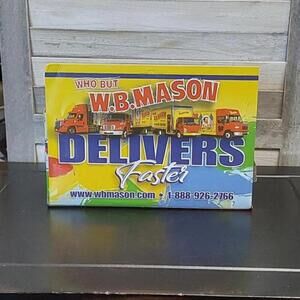 WHO BUT
W.B.MASON
DELIVERS
Faster
www.wbmason.com • 1-888-926-2766